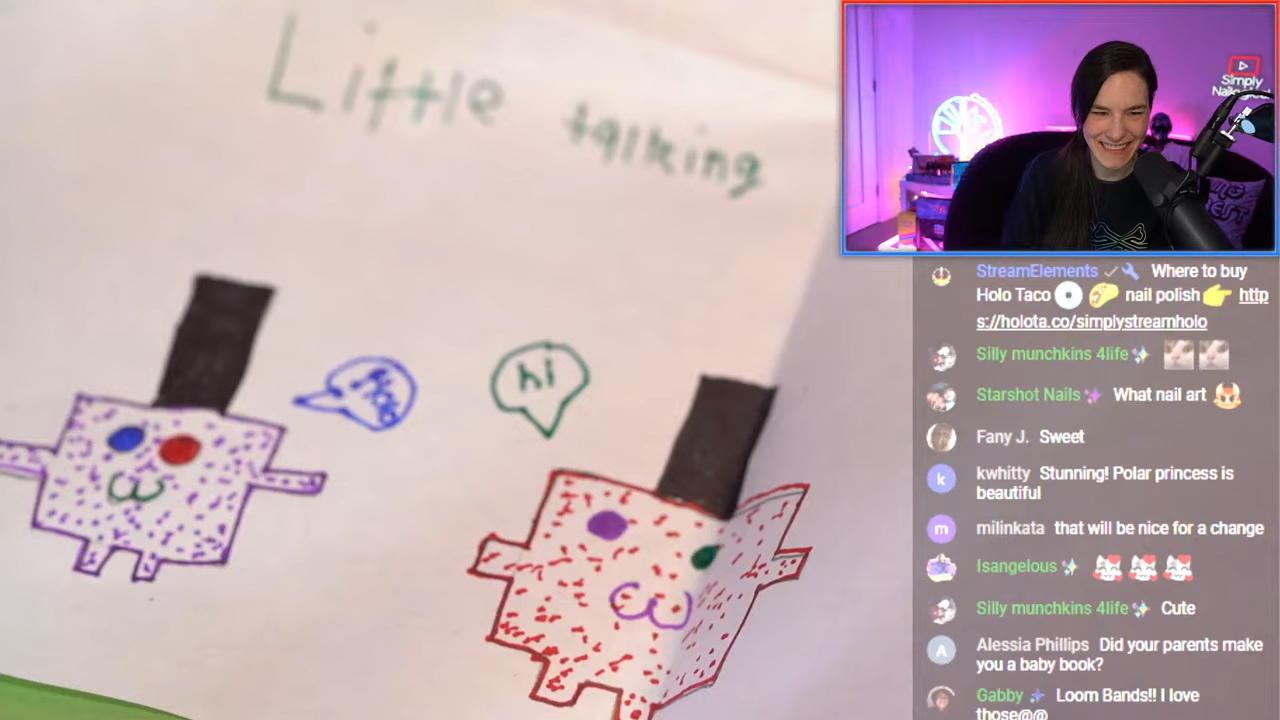 Little talking
hi
Simply
StreamElements Where to buy
Holo Taco nail polish http
s://holota.co/simplystreamholo
Silly munchkins 4life
Starshot Nails What nail art
Fany J. Sweet
kwhitty Stunning! Polar princess is
beautiful
milinkata that will be nice for a change
Isangelous
Silly munchkins 4life Cute
Alessia Phillips Did your parents make
you a baby book?
Gabby Loom Bands!! I love
those@@